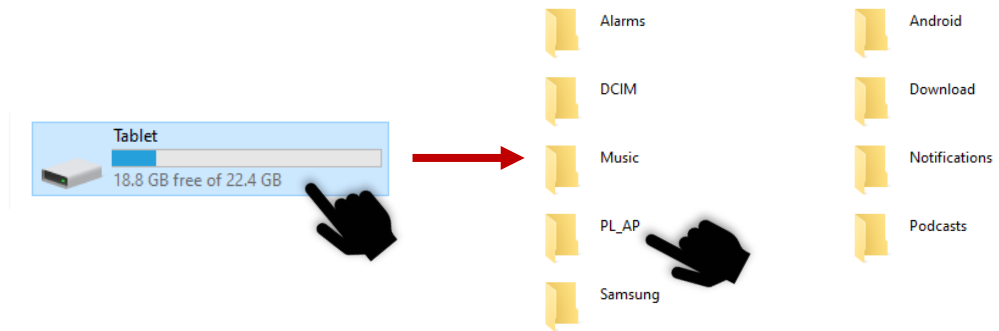 Tablet
18.8 GB free of 22.4 GB
Alarms
Android
DCIM
Download
Music
Notifications
PL_AP
Podcasts
Samsung